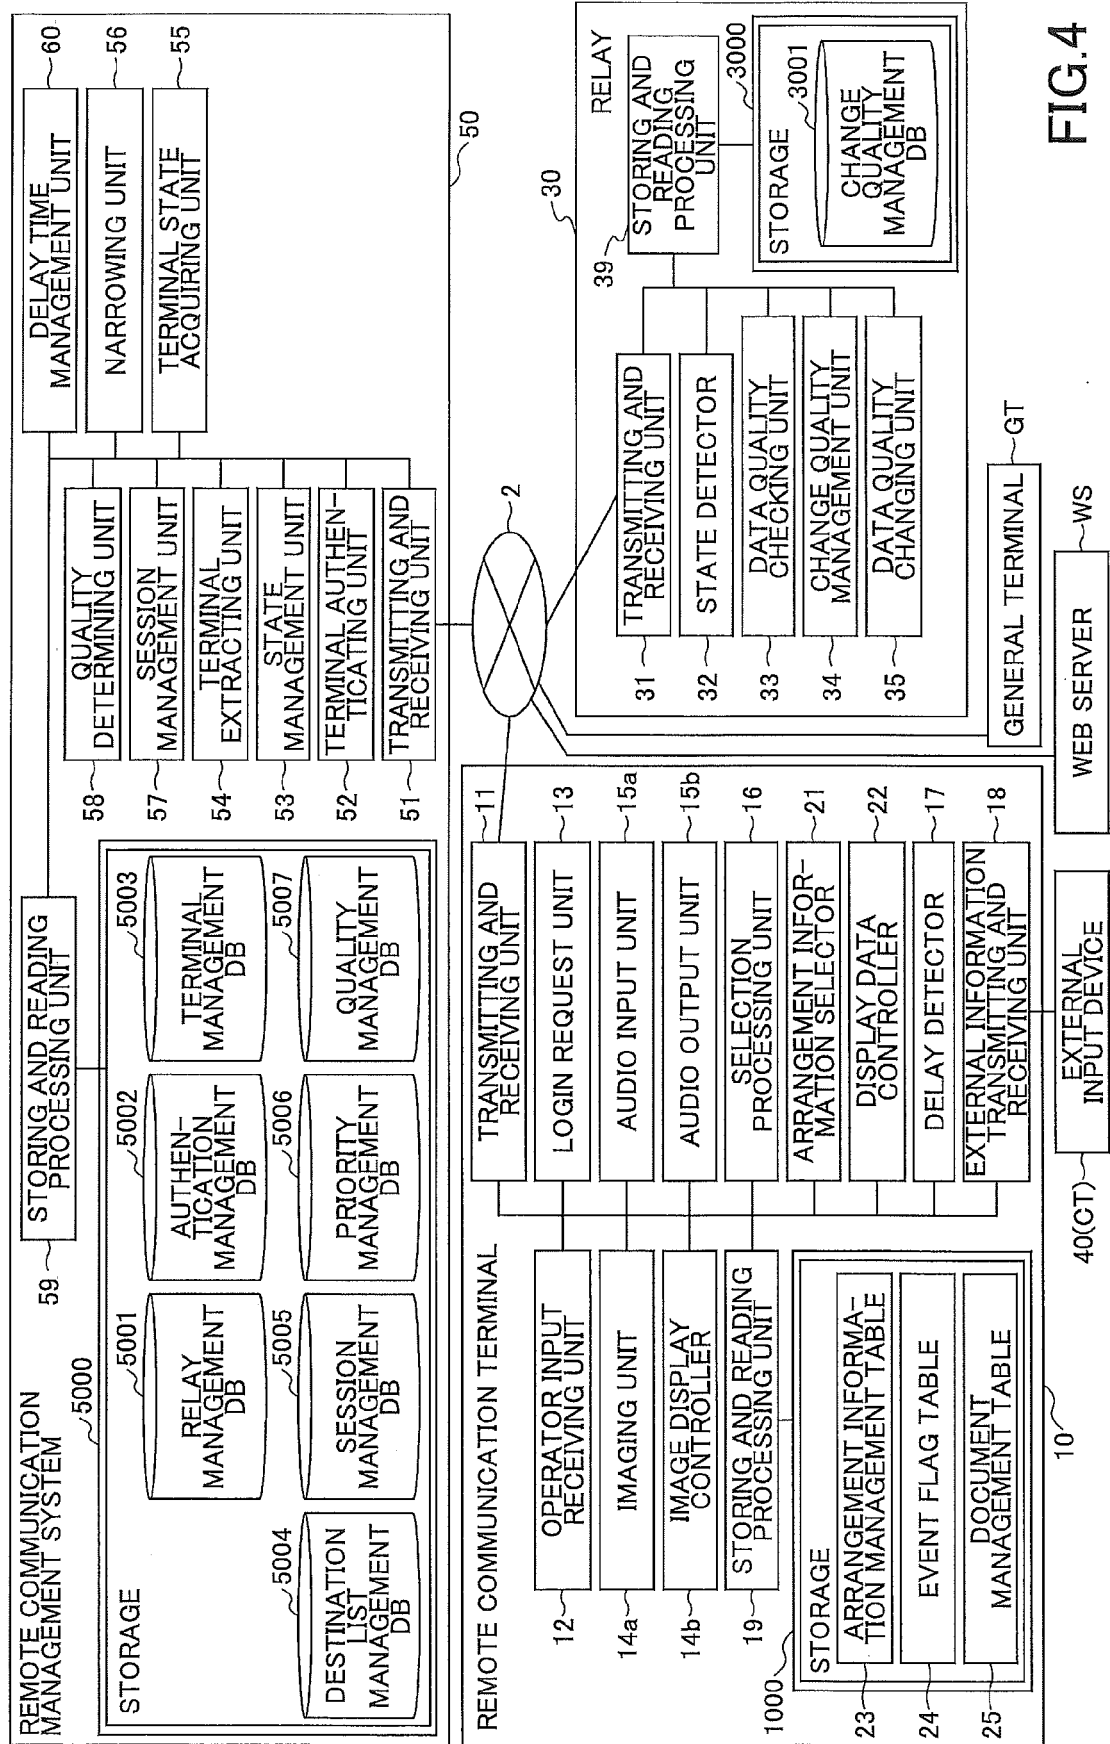 FIG.4
REMOTE COMMUNICATION
MANAGEMENT SYSTEM
5000
STORAGE
5001
RELAY
MANAGEMENT
DB
5002
AUTHEN-
TICATION
MANAGEMENT
DB
5003
TERMINAL
MANAGEMENT
DB
5004
DESTINATION
LIST
MANAGEMENT
DB
5005
SESSION
MANAGEMENT
DB
5006
PRIORITY
MANAGEMENT
DB
5007
QUALITY
MANAGEMENT
DB
59
STORING AND READING
PROCESSING UNIT
58
QUALITY
DETERMINING UNIT
57
SESSION
MANAGEMENT UNIT
54
TERMINAL
EXTRACTING UNIT
53
STATE
MANAGEMENT UNIT
52
TERMINAL AUTHEN-
TICATING UNIT
51
TRANSMITTING AND
RECEIVING UNIT
DELAY TIME
MANAGEMENT UNIT
60
NARROWING UNIT
56
TERMINAL STATE
ACQUIRING UNIT
55
50
2
REMOTE COMMUNICATION TERMINAL
12
OPERATOR INPUT
RECEIVING UNIT
14a
IMAGING UNIT
14b
IMAGE DISPLAY
CONTROLLER
19
STORING AND READING
PROCESSING UNIT
1000
STORAGE
23
ARRANGEMENT INFORMA-
TION MANAGEMENT TABLE
24
EVENT FLAG TABLE
25
DOCUMENT
MANAGEMENT TABLE
10
TRANSMITTING AND
RECEIVING UNIT
11
LOGIN REQUEST UNIT
13
AUDIO INPUT UNIT
15a
AUDIO OUTPUT UNIT
15b
SELECTION
PROCESSING UNIT
16
ARRANGEMENT INFOR-
MATION SELECTOR
21
DISPLAY DATA
CONTROLLER
22
DELAY DETECTOR
17
EXTERNAL INFORMATION
TRANSMITTING AND
RECEIVING UNIT
18
40(CT)
EXTERNAL
INPUT DEVICE
WEB SERVER
WS
GENERAL TERMINAL
GT
30
RELAY
31
TRANSMITTING AND
RECEIVING UNIT
32
STATE DETECTOR
33
DATA QUALITY
CHECKING UNIT
34
CHANGE QUALITY
MANAGEMENT UNIT
35
DATA QUALITY
CHANGING UNIT
39
STORING AND
READING
PROCESSING
UNIT
3000
STORAGE
3001
CHANGE
QUALITY
MANAGEMENT
DB